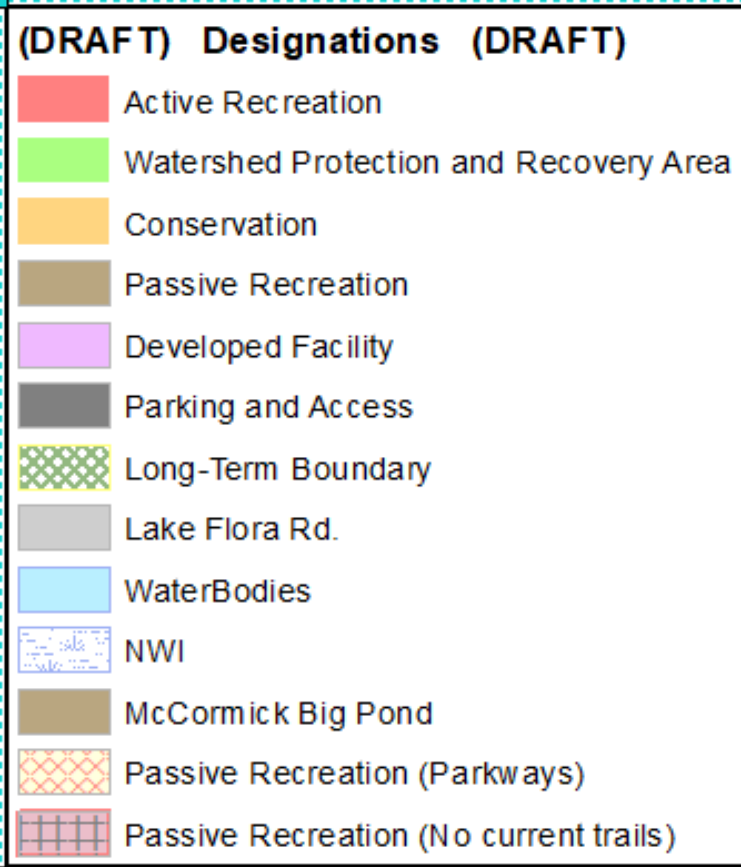 (DRAFT) Designations (DRAFT)
Active Recreation
Watershed Protection and Recovery Area
Conservation
Passive Recreation
Developed Facility
Parking and Access
Long-Term Boundary
Lake Flora Rd.
WaterBodies
NWI
McCormick Big Pond
Passive Recreation (Parkways)
Passive Recreation (No current trails)